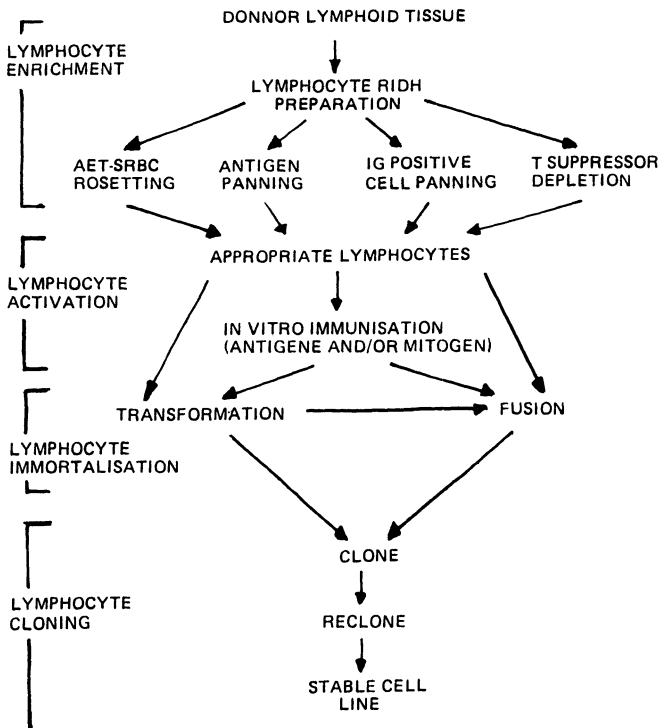 DONNOR LYMPHOID TISSUE
LYMPHOCYTE
ENRICHMENT
LYMPHOCYTE RIDH
PREPARATION
AET-SRBC
ROSETTING
ANTIGEN
PANNING
IG POSITIVE
CELL PANNING
T SUPPRESSOR
DEPLETION
APPROPRIATE LYMPHOCYTES
LYMPHOCYTE
ACTIVATION
IN VITRO IMMUNISATION
(ANTIGENE AND/OR MITOGEN)
TRANSFORMATION
FUSION
LYMPHOCYTE
IMMORTALISATION
CLONE
LYMPHOCYTE
CLONING
RECLONE
STABLE CELL
LINE